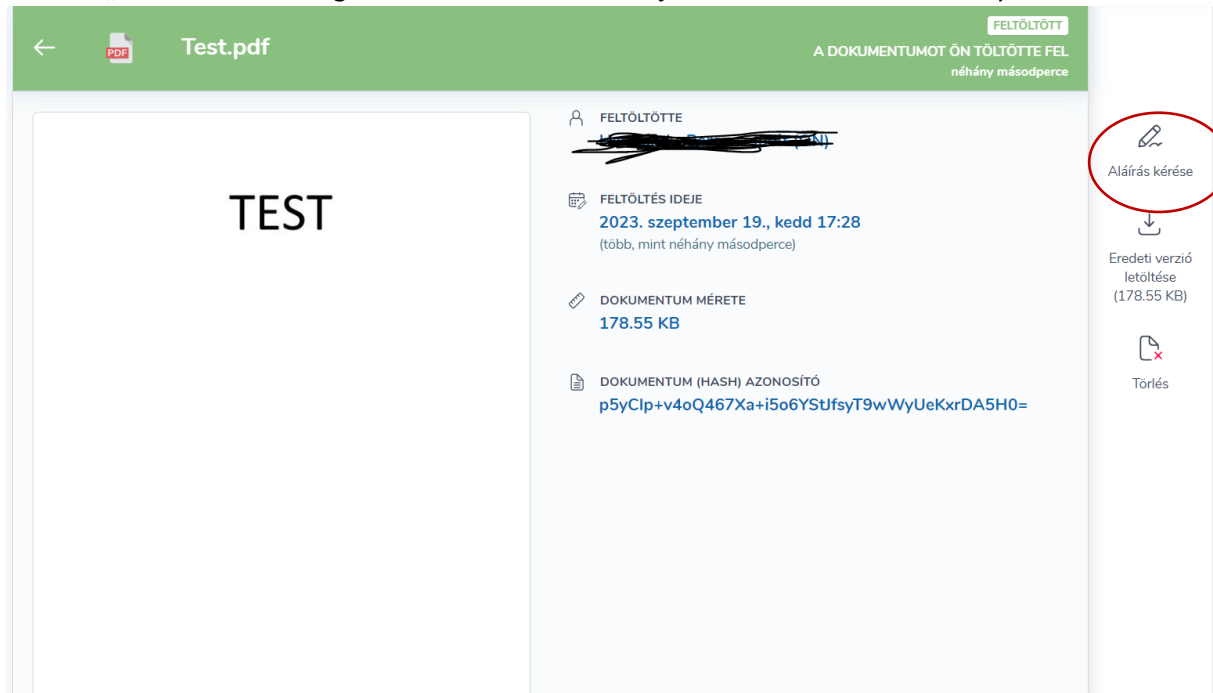 Test.pdf
FELTÖLTÖTT
A DOKUMENTUMOT ÖN TÖLTÖTTE FEL
néhány másodperce
PDF
TEST
FELTÖLTÖTTE
FELTÖLTÉS IDEJE
2023. szeptember 19., kedd 17:28
(több, mint néhány másodperce)
DOKUMENTUM MÉRETE
178.55 KB
DOKUMENTUM (HASH) AZONOSÍTÓ
p5yCIp+v4oQ467Xa+i5o6YStJfsyT9wWyUeKxrDA5H0=
Aláírás kérése
Eredeti verzió
letöltése
(178.55 KB)
Törlés